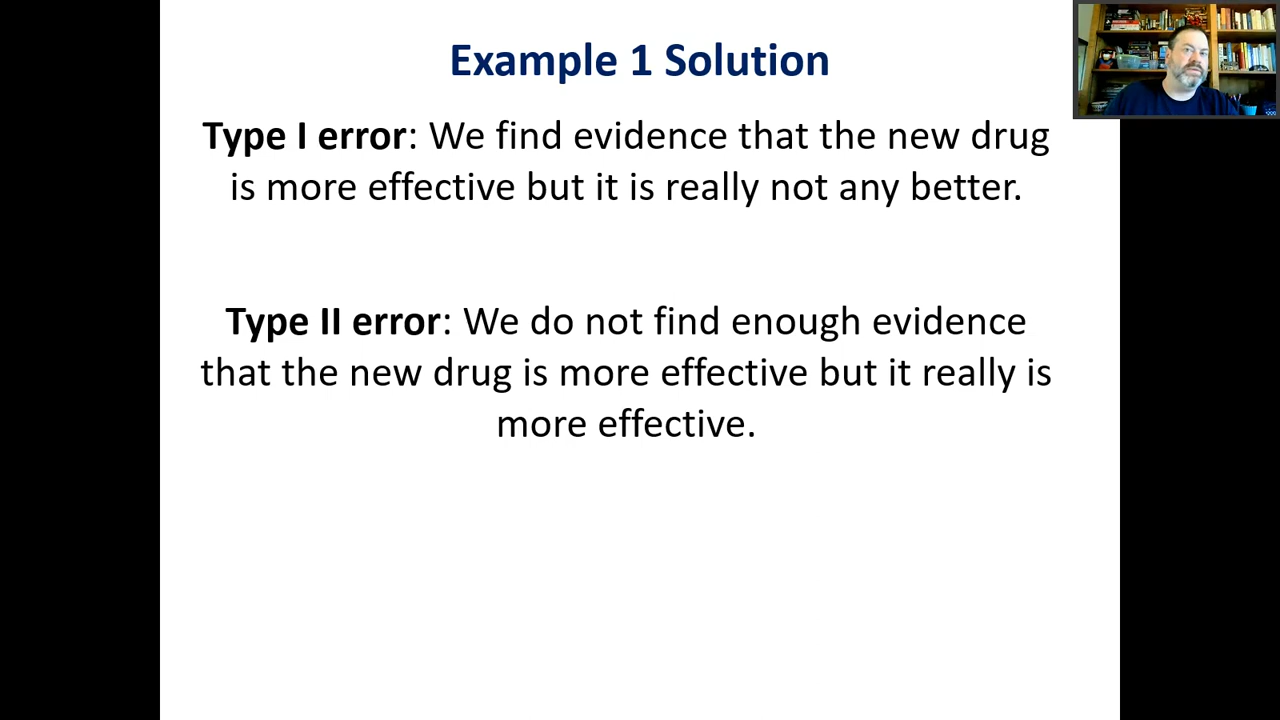 Example 1 Solution
Type I error: We find evidence that the new drug
is more effective but it is really not any better.
Type II error: We do not find enough evidence
that the new drug is more effective but it really is
more effective.